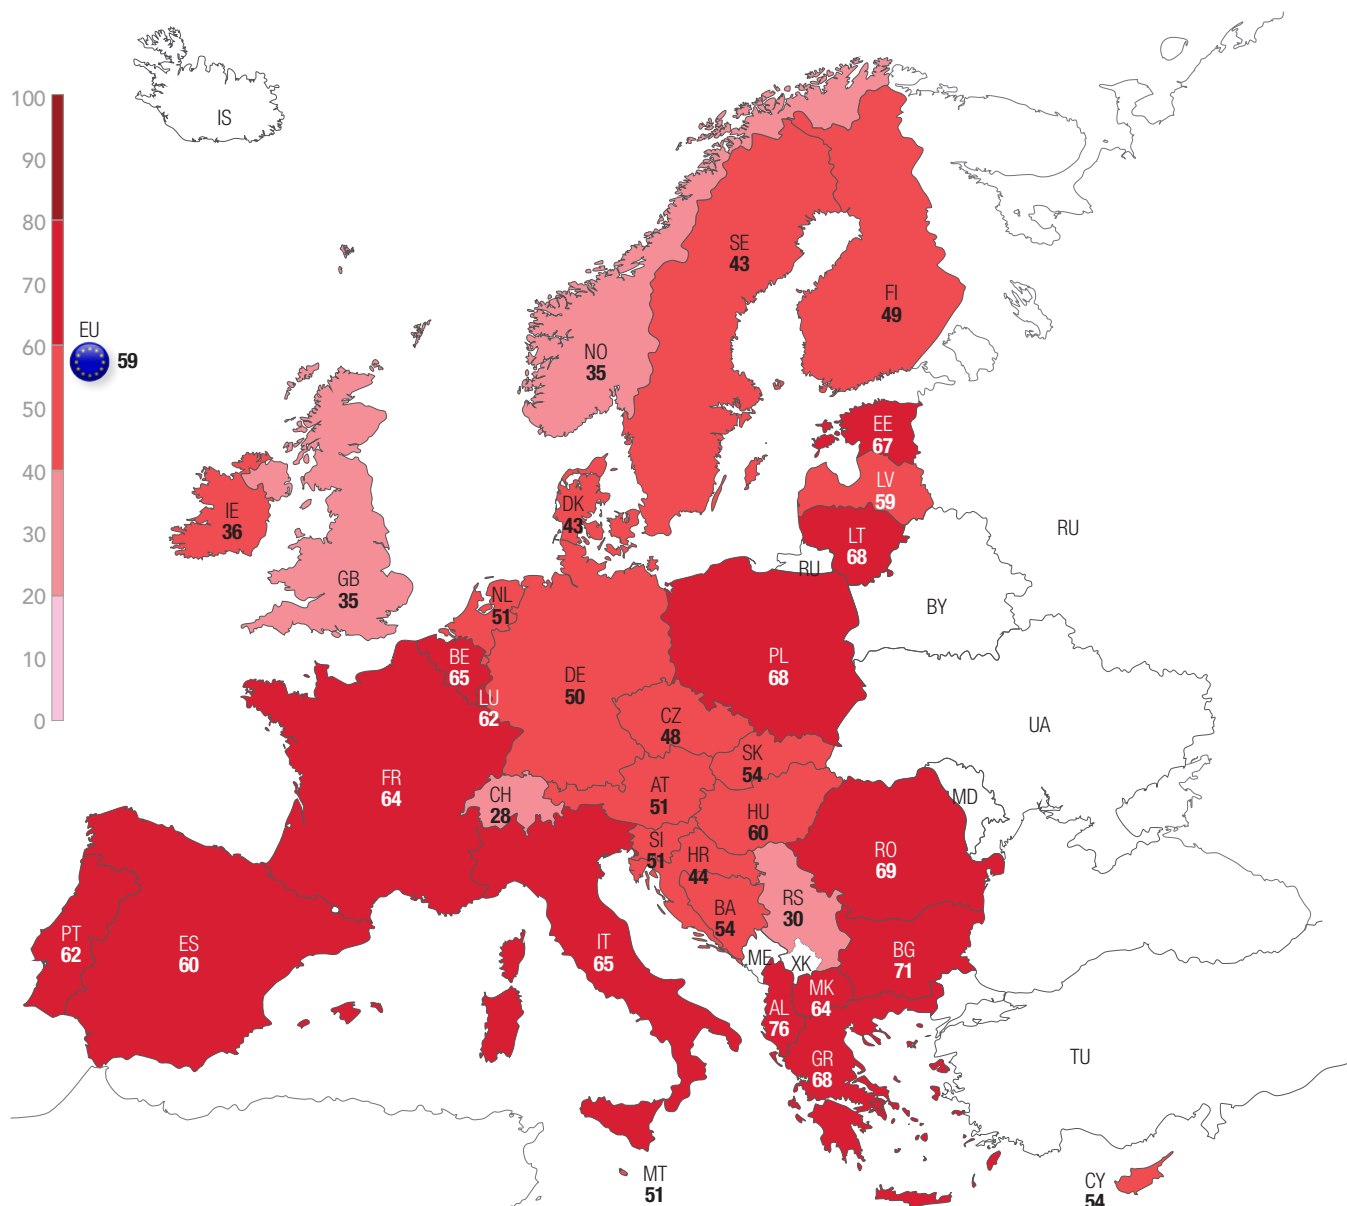 IS
100
90
80
70
60
50
40
30
20
10
0
EU
59
SE
43
FI
49
NO
35
EE
67
LV
59
LT
68
RU
RU
BY
IE
36
DK
43
GB
35
NL
51
BE
65
LU
62
DE
50
PL
68
CZ
48
UA
SK
54
FR
64
CH
28
AT
51
HU
60
MD
SI
51
HR
44
RO
69
BA
54
RS
30
PT
62
ES
60
IT
65
ME
XK
BG
71
MK
64
AL
76
GR
68
TU
MT
51
CY
54